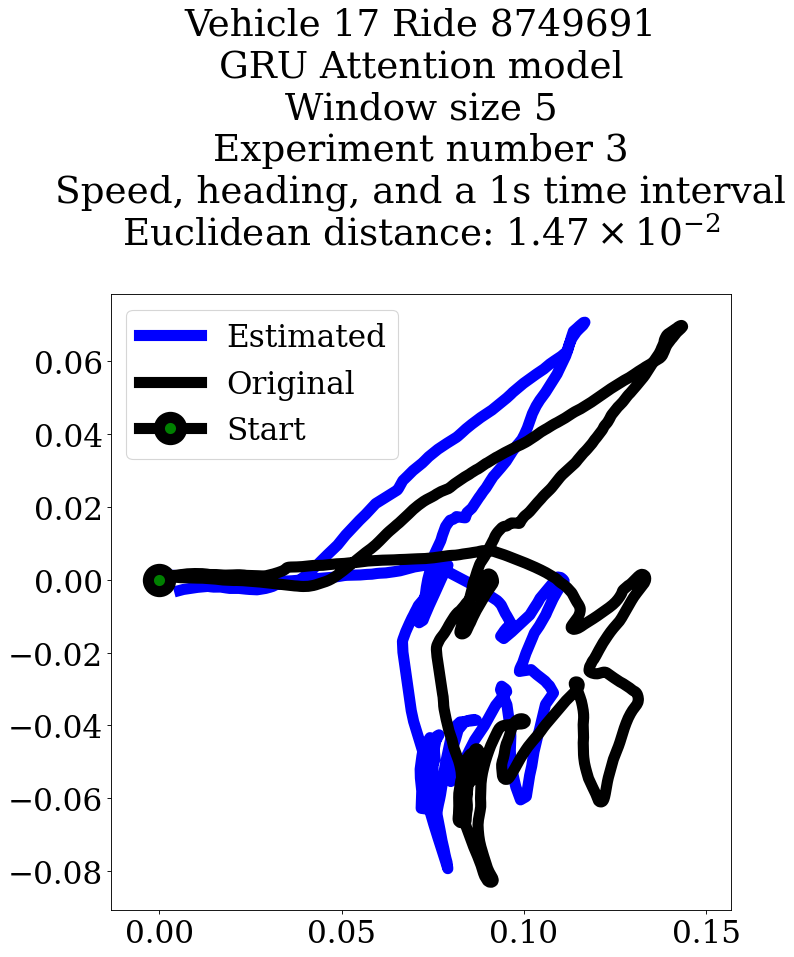 Vehicle 17 Ride 8749691
GRU Attention model
Window size 5
Experiment number 3
Speed, heading, and a 1s time interval
Euclidean distance: 1.47 × 10⁻²
Estimated
Original
Start
0.06
0.04
0.02
0.00
−0.02
−0.04
−0.06
−0.08
0.00 0.05 0.10 0.15